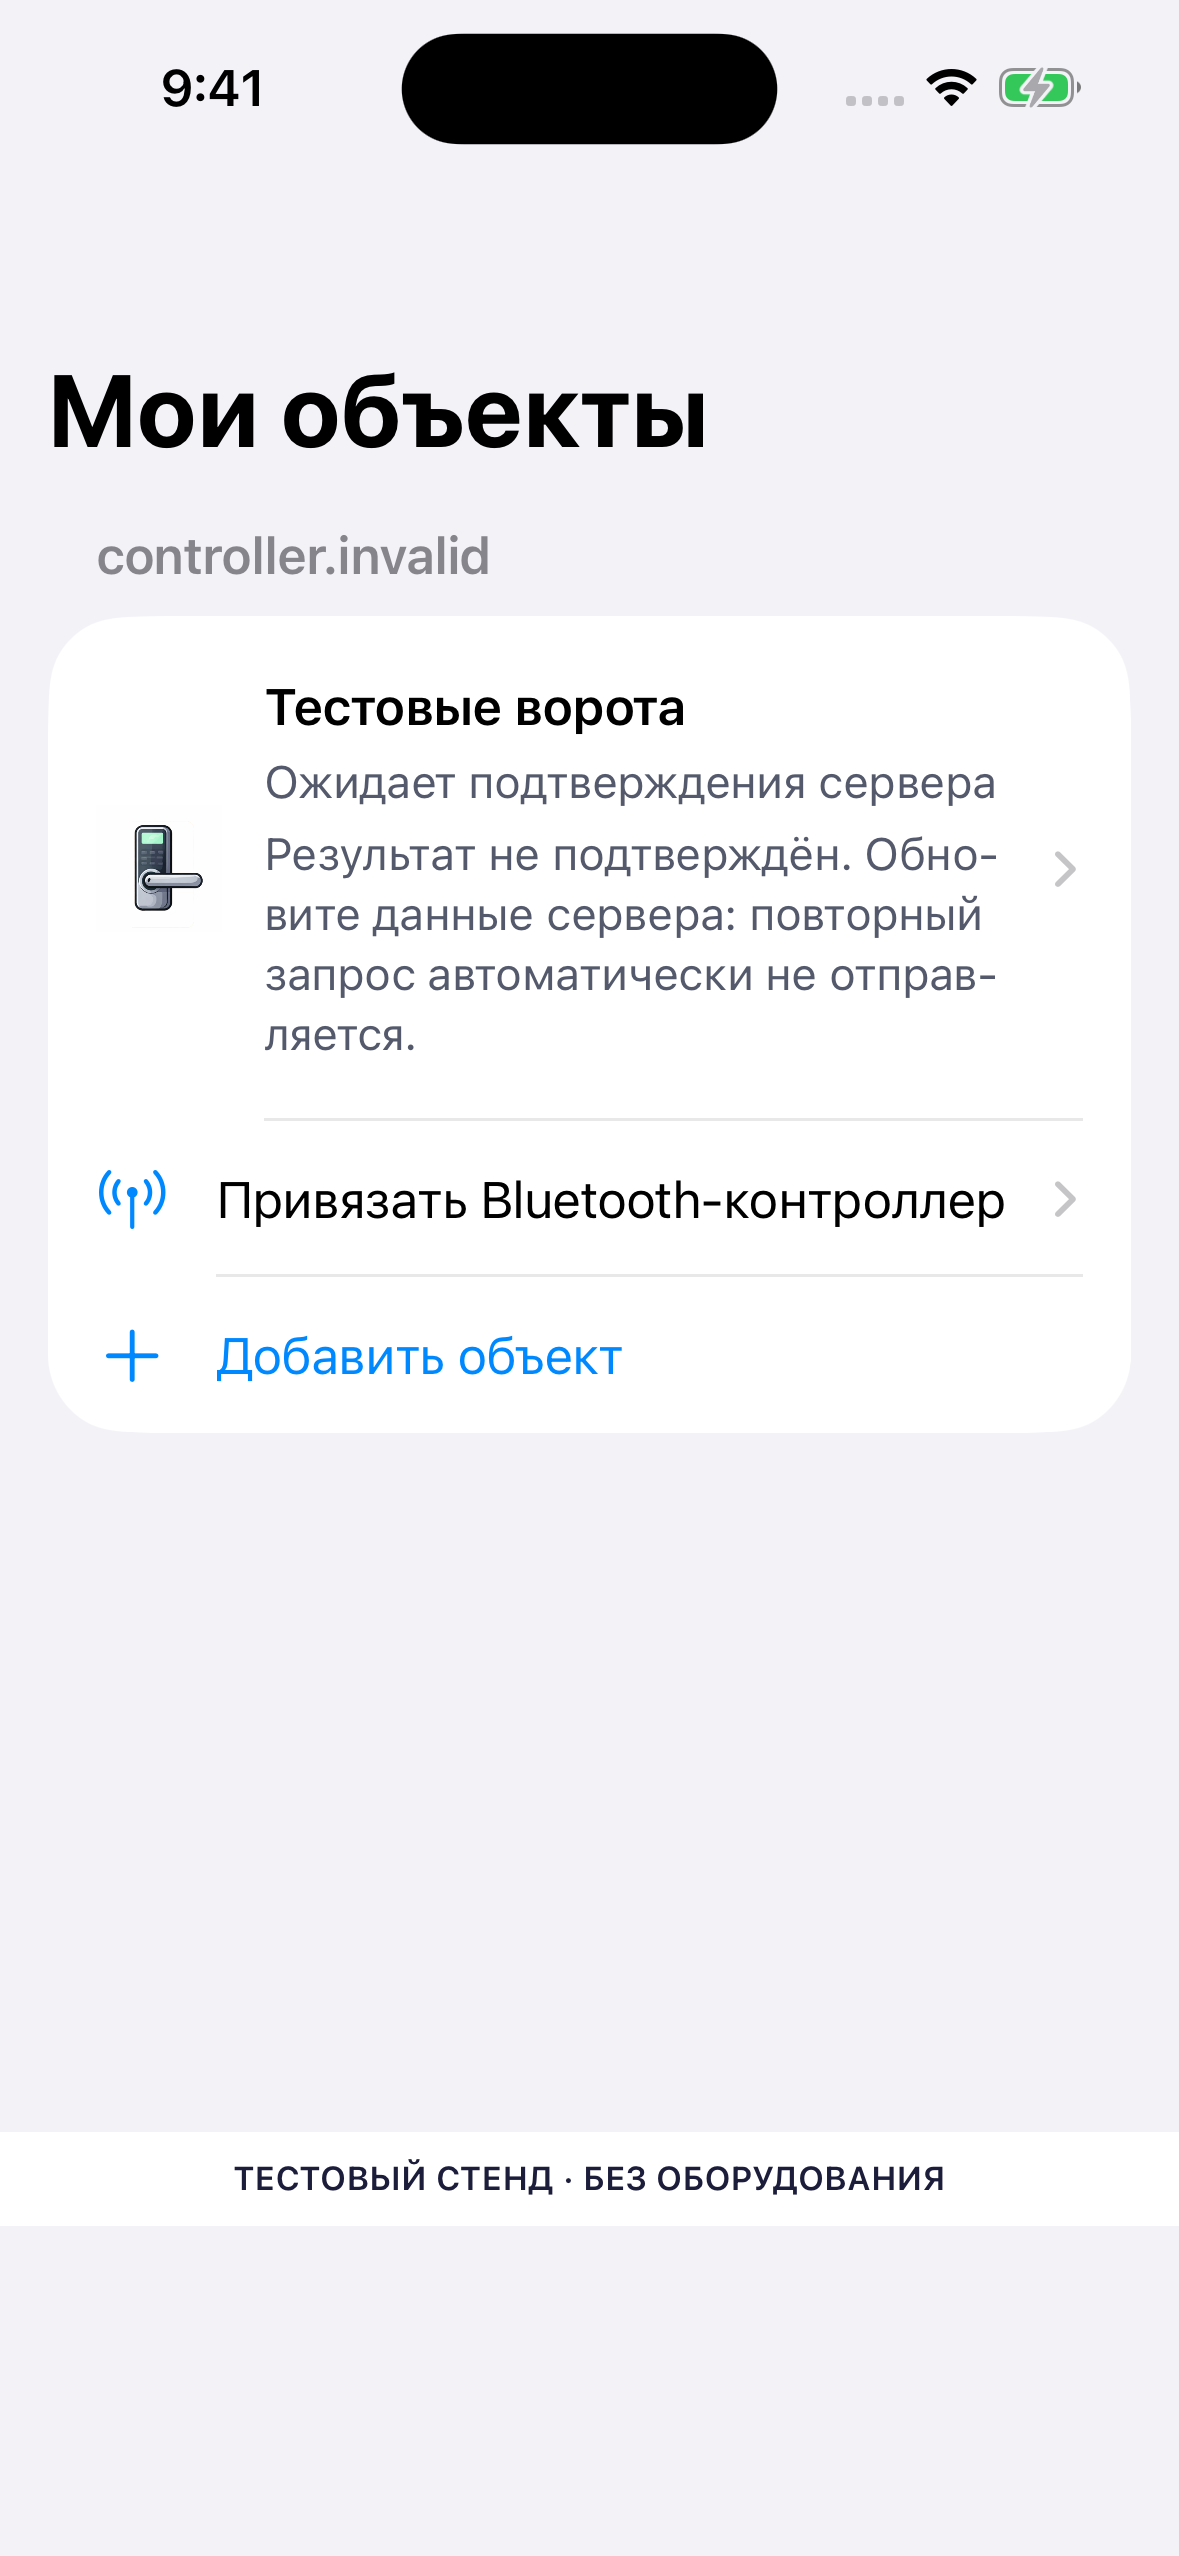 9:41
Мои объекты
controller.invalid
Тестовые ворота
Ожидает подтверждения сервера
Результат не подтверждён. Обно-
вите данные сервера: повторный
запрос автоматически не отправ-
ляется.
Привязать Bluetooth-контроллер
Добавить объект
ТЕСТОВЫЙ СТЕНД · БЕЗ ОБОРУДОВАНИЯ